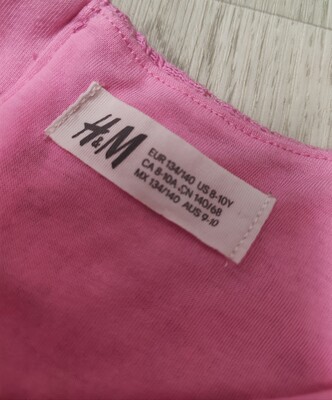 H&M
EUR 134/140 US 8-10Y
CA 8-10A ;CN 140/68
MX 134/140 AUS 9-10